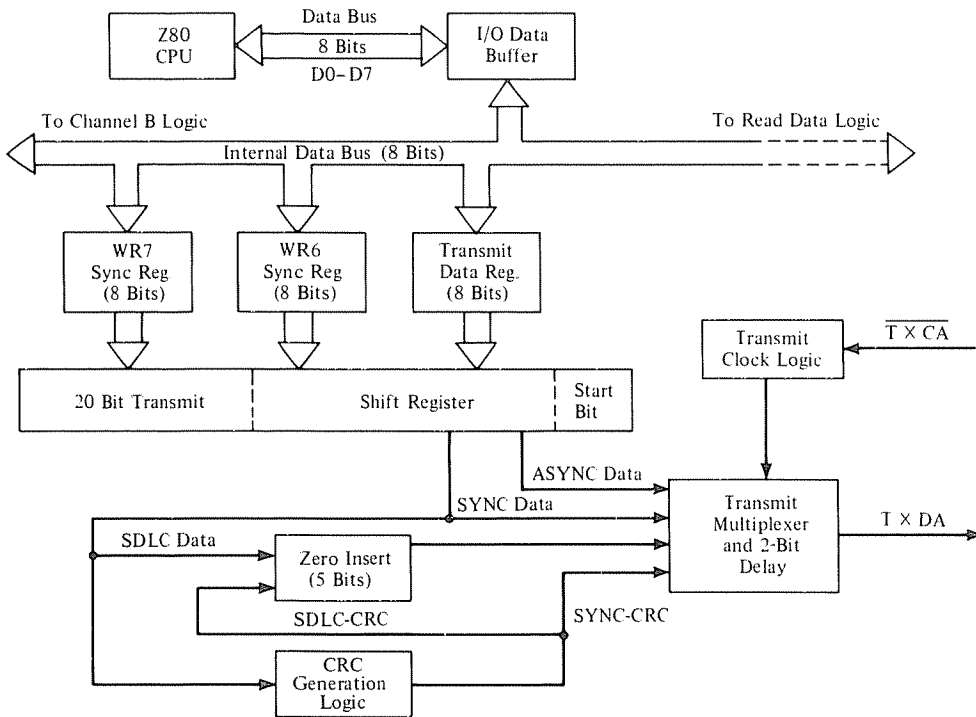 Z80
CPU
Data Bus
8 Bits
D0–D7
I/O Data
Buffer
To Channel B Logic
To Read Data Logic
Internal Data Bus (8 Bits)
WR7
Sync Reg
(8 Bits)
WR6
Sync Reg
(8 Bits)
Transmit
Data Reg.
(8 Bits)
Transmit
Clock Logic
T × CA
20 Bit Transmit
Shift Register
Start
Bit
ASYNC Data
SYNC Data
Transmit
Multiplexer
and 2-Bit
Delay
T × DA
SDLC Data
Zero Insert
(5 Bits)
SDLC-CRC
SYNC-CRC
CRC
Generation
Logic